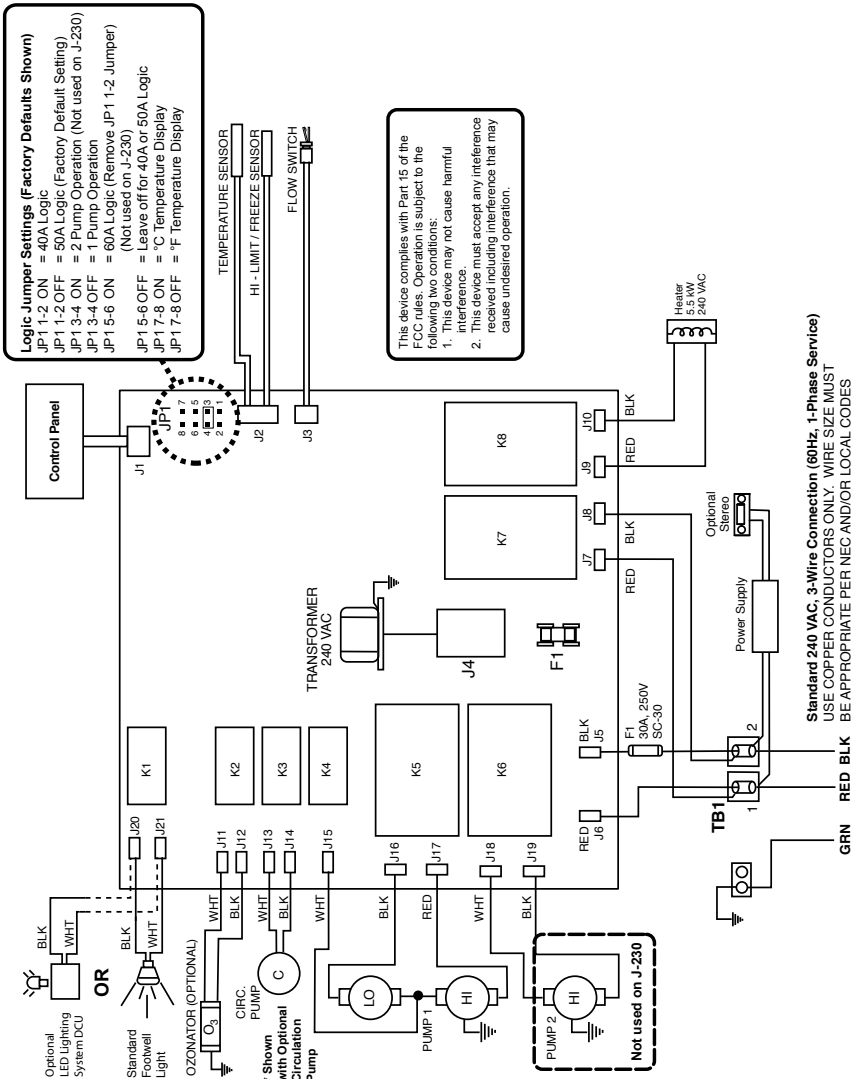 Logic Jumper Settings (Factory Defaults Shown)
JP1 1-2 ON = 40A Logic
JP1 1-2 OFF = 50A Logic (Factory Default Setting)
JP1 3-4 ON = 2 Pump Operation (Not used on J-230)
JP1 3-4 OFF = 1 Pump Operation
JP1 5-6 ON = 60A Logic (Remove JP1 1-2 Jumper)
(Not used on J-230)
JP1 5-6 OFF = Leave off for 40A or 50A Logic
JP1 7-8 ON = °C Temperature Display
JP1 7-8 OFF = °F Temperature Display
Control Panel
J1
JP1
8 7
6 5
4 3
2 1
J2
J3
TEMPERATURE SENSOR
HI - LIMIT / FREEZE SENSOR
FLOW SWITCH
This device complies with Part 15 of the
FCC rules. Operation is subject to the
following two conditions:
1. This device may not cause harmful
interference.
2. This device must accept any interference
received including interference that may
cause undesired operation.
Optional
LED Lighting
System DCU
BLK
WHT
OR
Standard
Footwell
Light
BLK
WHT
J20
J21
K1
OZONATOR (OPTIONAL)
O3
WHT
BLK
J11
J12
K2
CIRC.
PUMP
C
WHT
BLK
J13
J14
K3
Shown
with Optional
Circulation
Pump
WHT
J15
K4
TRANSFORMER
240 VAC
J4
F1
LO
PUMP 1
HI
BLK
RED
J16
J17
K5
PUMP 2
HI
Not used on J-230
WHT
BLK
J18
J19
K6
K7
K8
RED
J6
BLK
J5
F1
30A, 250V
SC-30
J7
RED
J8
BLK
J9
RED
J10
BLK
Heater
5.5 kW
240 VAC
TB1
1
2
Power Supply
Optional
Stereo
GRN
RED
BLK
Standard 240 VAC, 3-Wire Connection (60Hz, 1-Phase Service)
USE COPPER CONDUCTORS ONLY. WIRE SIZE MUST
BE APPROPRIATE PER NEC AND/OR LOCAL CODES